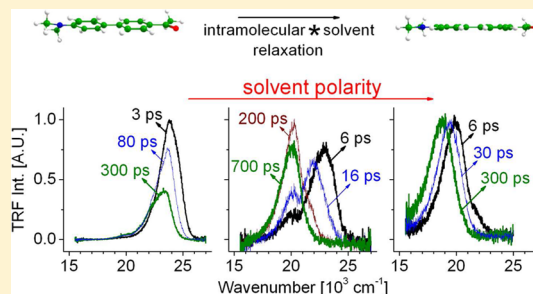 intramolecular * solvent
relaxation
solvent polarity
TRF Int. [A.U.]
1.0
0.5
0.0
3 ps
80 ps
300 ps
15 20 25
200 ps
700 ps
6 ps
16 ps
15 20 25
6 ps
30 ps
300 ps
15 20 25
Wavenumber [10³ cm⁻¹]